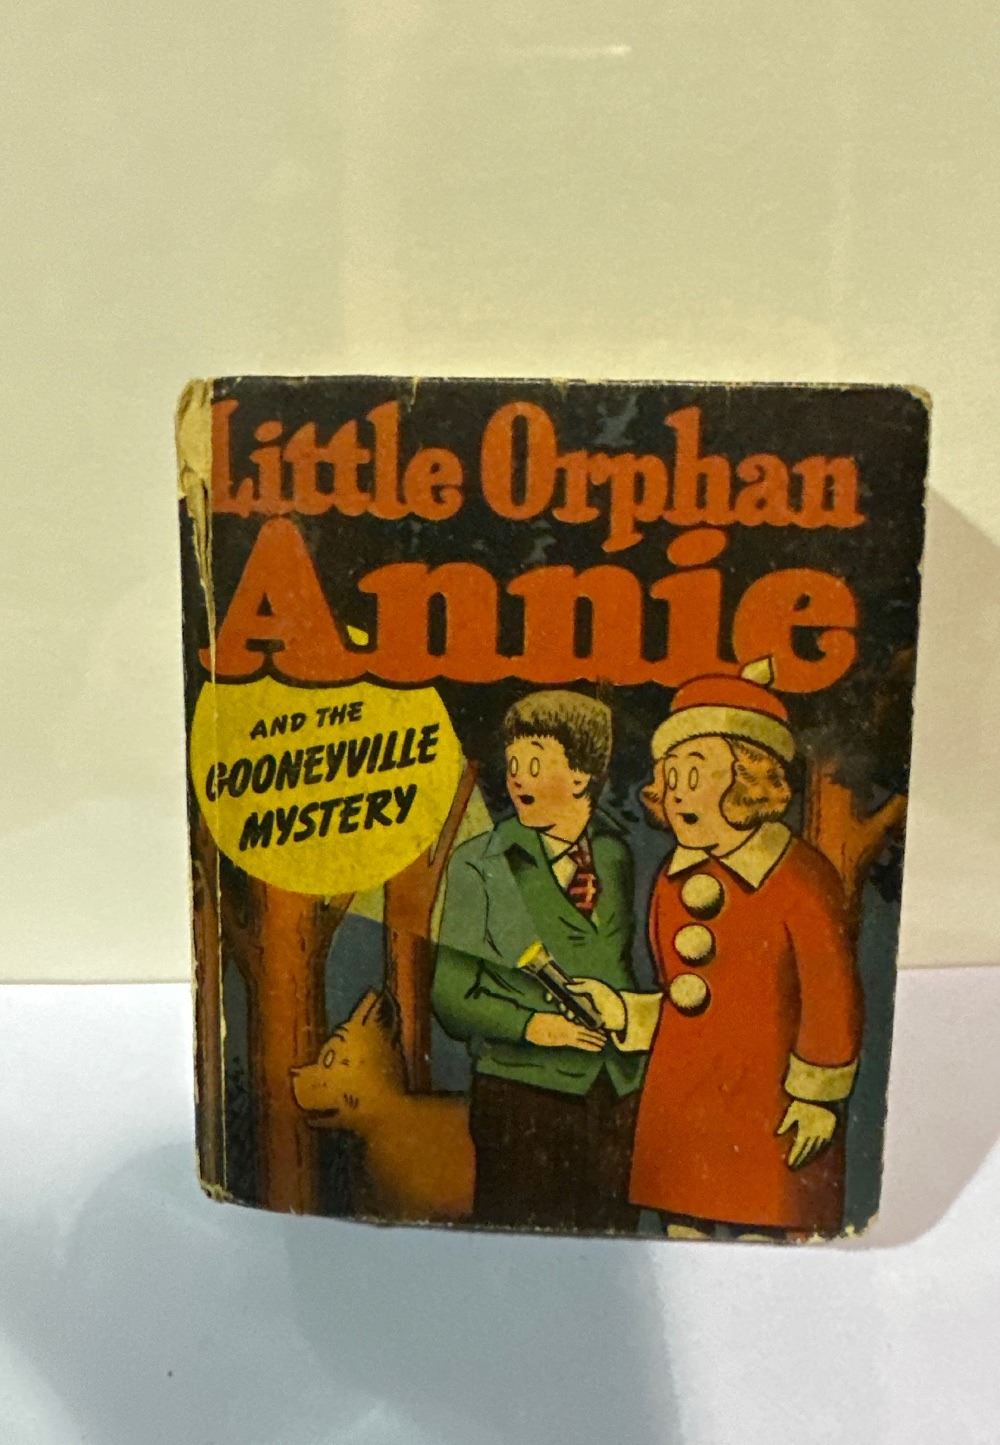 Little Orphan
Annie
AND THE
GOONEYVILLE
MYSTERY